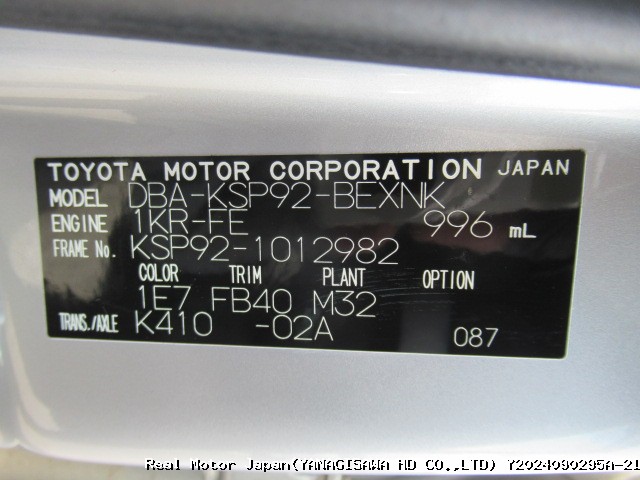 TOYOTA MOTOR CORPORATION JAPAN
MODEL DBA-KSP92-BEXNK
ENGINE 1KR-FE 996 mL
FRAME No. KSP92-1012982
COLOR TRIM PLANT OPTION
1E7 FB40 M32
TRANS./AXLE K410 -02A 087
Real Motor Japan(YANAGISAWA HD CO.,LTD) Y2024090295A-21